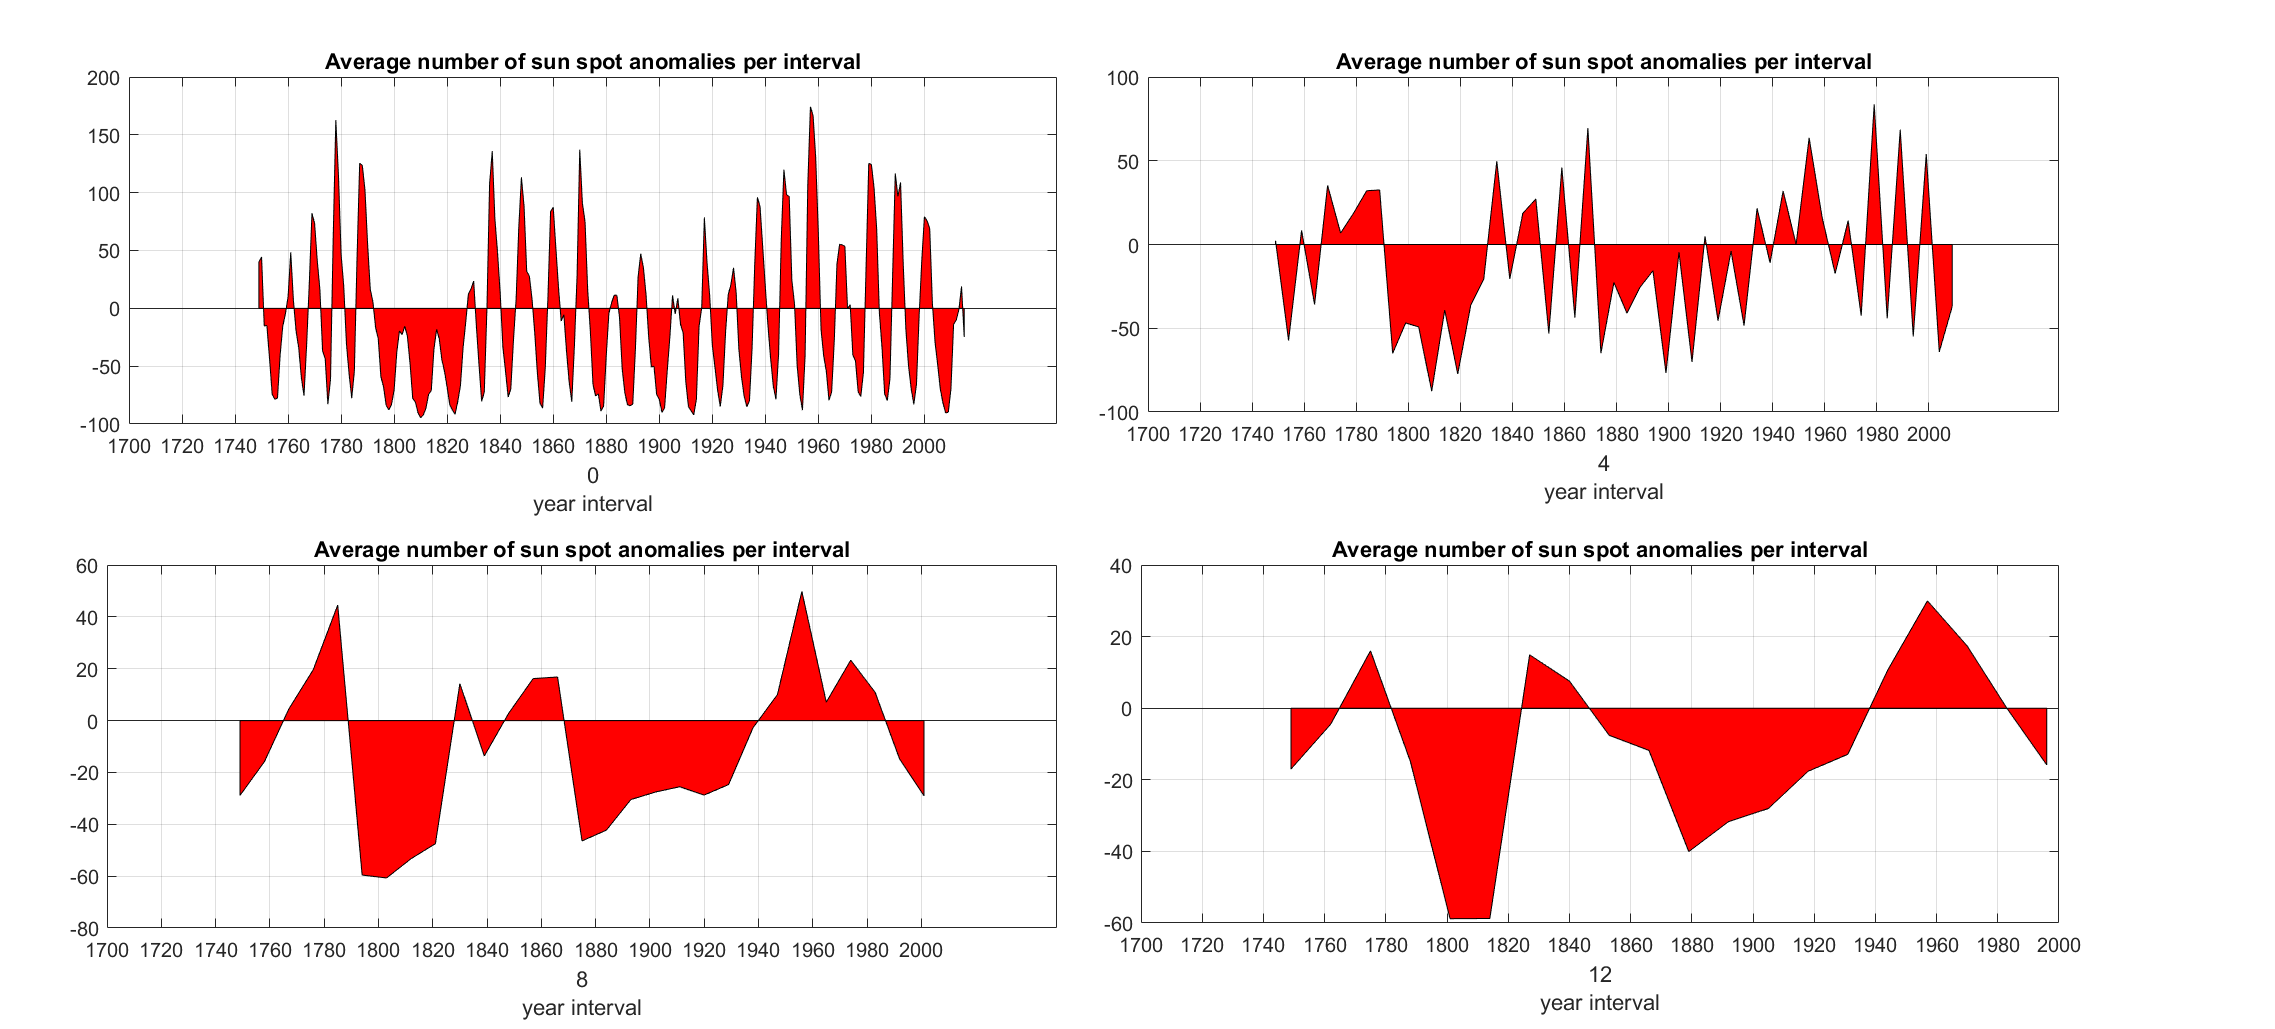 Average number of sun spot anomalies per interval
200
150
100
50
0
-50
-100
1700 1720 1740 1760 1780 1800 1820 1840 1860 1880 1900 1920 1940 1960 1980 2000
0
year interval
Average number of sun spot anomalies per interval
100
50
0
-50
-100
1700 1720 1740 1760 1780 1800 1820 1840 1860 1880 1900 1920 1940 1960 1980 2000
4
year interval
Average number of sun spot anomalies per interval
60
40
20
0
-20
-40
-60
-80
1700 1720 1740 1760 1780 1800 1820 1840 1860 1880 1900 1920 1940 1960 1980 2000
8
year interval
Average number of sun spot anomalies per interval
40
20
0
-20
-40
-60
1700 1720 1740 1760 1780 1800 1820 1840 1860 1880 1900 1920 1940 1960 1980 2000
12
year interval